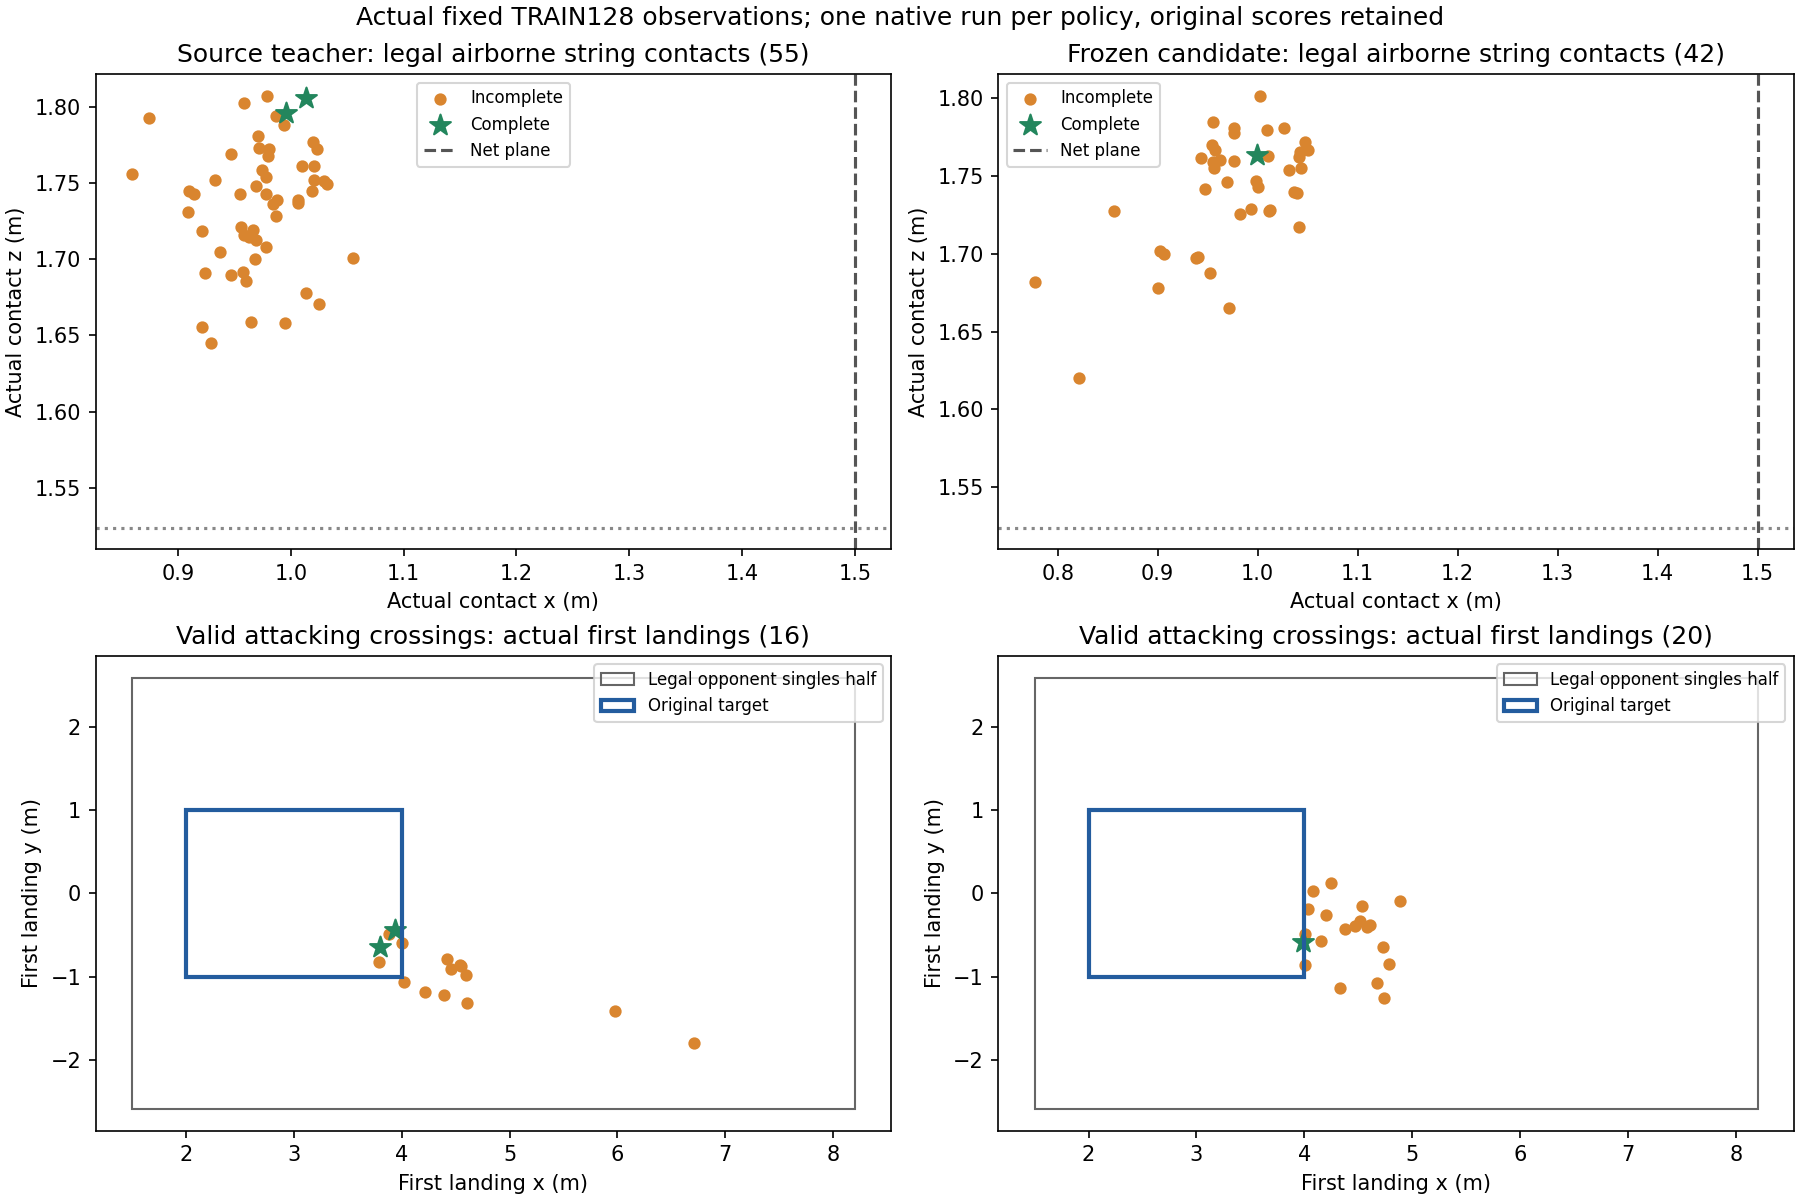 Actual fixed TRAIN128 observations; one native run per policy, original scores retained
Source teacher: legal airborne string contacts (55)
Incomplete
Complete
Net plane
Actual contact z (m)
1.80
1.75
1.70
1.65
1.60
1.55
0.9 1.0 1.1 1.2 1.3 1.4 1.5
Actual contact x (m)
Frozen candidate: legal airborne string contacts (42)
Incomplete
Complete
Net plane
Actual contact z (m)
1.80
1.75
1.70
1.65
1.60
1.55
0.8 0.9 1.0 1.1 1.2 1.3 1.4 1.5
Actual contact x (m)
Valid attacking crossings: actual first landings (16)
Legal opponent singles half
Original target
First landing y (m)
2
1
0
−1
−2
2 3 4 5 6 7 8
First landing x (m)
Valid attacking crossings: actual first landings (20)
Legal opponent singles half
Original target
First landing y (m)
2
1
0
−1
−2
2 3 4 5 6 7 8
First landing x (m)